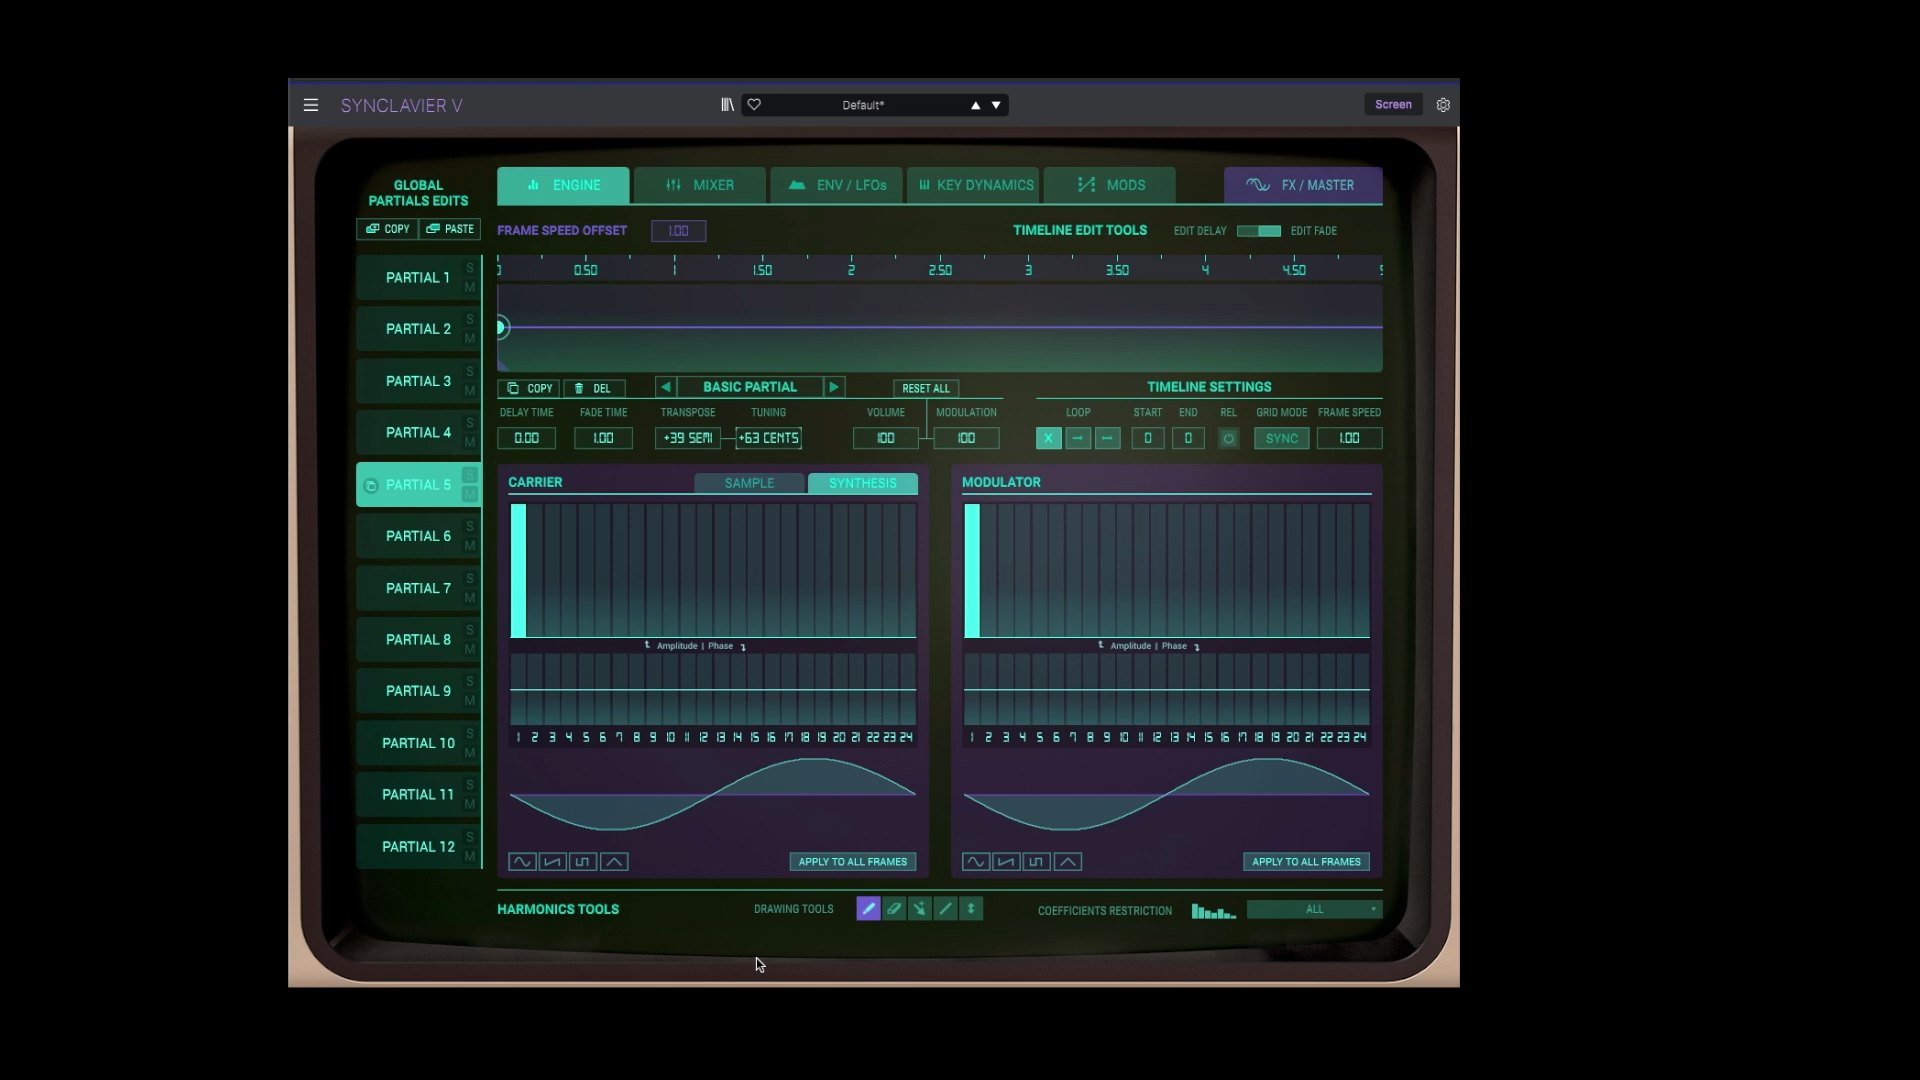 SYNCLAVIER V
Default*
Screen
GLOBAL
PARTIALS EDITS
COPY PASTE
ENGINE MIXER ENV / LFOs KEY DYNAMICS MODS FX / MASTER
FRAME SPEED OFFSET 1.00 TIMELINE EDIT TOOLS EDIT DELAY EDIT FADE
0.50 1 1.50 2 2.50 3 3.50 4 4.50
PARTIAL 1 S M
PARTIAL 2 S M
PARTIAL 3 S M
PARTIAL 4 S M
PARTIAL 5 S M
PARTIAL 6 S M
PARTIAL 7 S M
PARTIAL 8 S M
PARTIAL 9 S M
PARTIAL 10 S M
PARTIAL 11 S M
PARTIAL 12 S M
COPY DEL BASIC PARTIAL RESET ALL TIMELINE SETTINGS
DELAY TIME FADE TIME TRANSPOSE TUNING VOLUME MODULATION LOOP START END REL GRID MODE FRAME SPEED
0.00 1.00 +39 SEMI +63 CENTS 100 100 X 0 0 SYNC 1.00
CARRIER SAMPLE SYNTHESIS
Amplitude | Phase
1 2 3 4 5 6 7 8 9 10 11 12 13 14 15 16 17 18 19 20 21 22 23 24
APPLY TO ALL FRAMES
MODULATOR
Amplitude | Phase
1 2 3 4 5 6 7 8 9 10 11 12 13 14 15 16 17 18 19 20 21 22 23 24
APPLY TO ALL FRAMES
HARMONICS TOOLS DRAWING TOOLS COEFFICIENTS RESTRICTION ALL